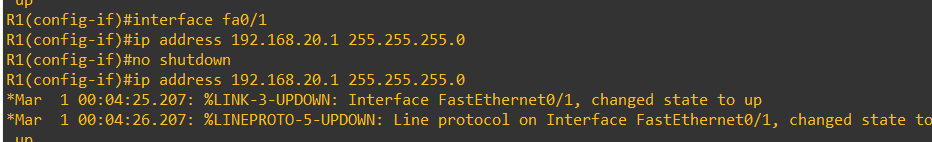 up
R1(config-if)#interface fa0/1
R1(config-if)#ip address 192.168.20.1 255.255.255.0
R1(config-if)#no shutdown
R1(config-if)#ip address 192.168.20.1 255.255.255.0
*Mar  1 00:04:25.207: %LINK-3-UPDOWN: Interface FastEthernet0/1, changed state to up
*Mar  1 00:04:26.207: %LINEPROTO-5-UPDOWN: Line protocol on Interface FastEthernet0/1, changed state to
up